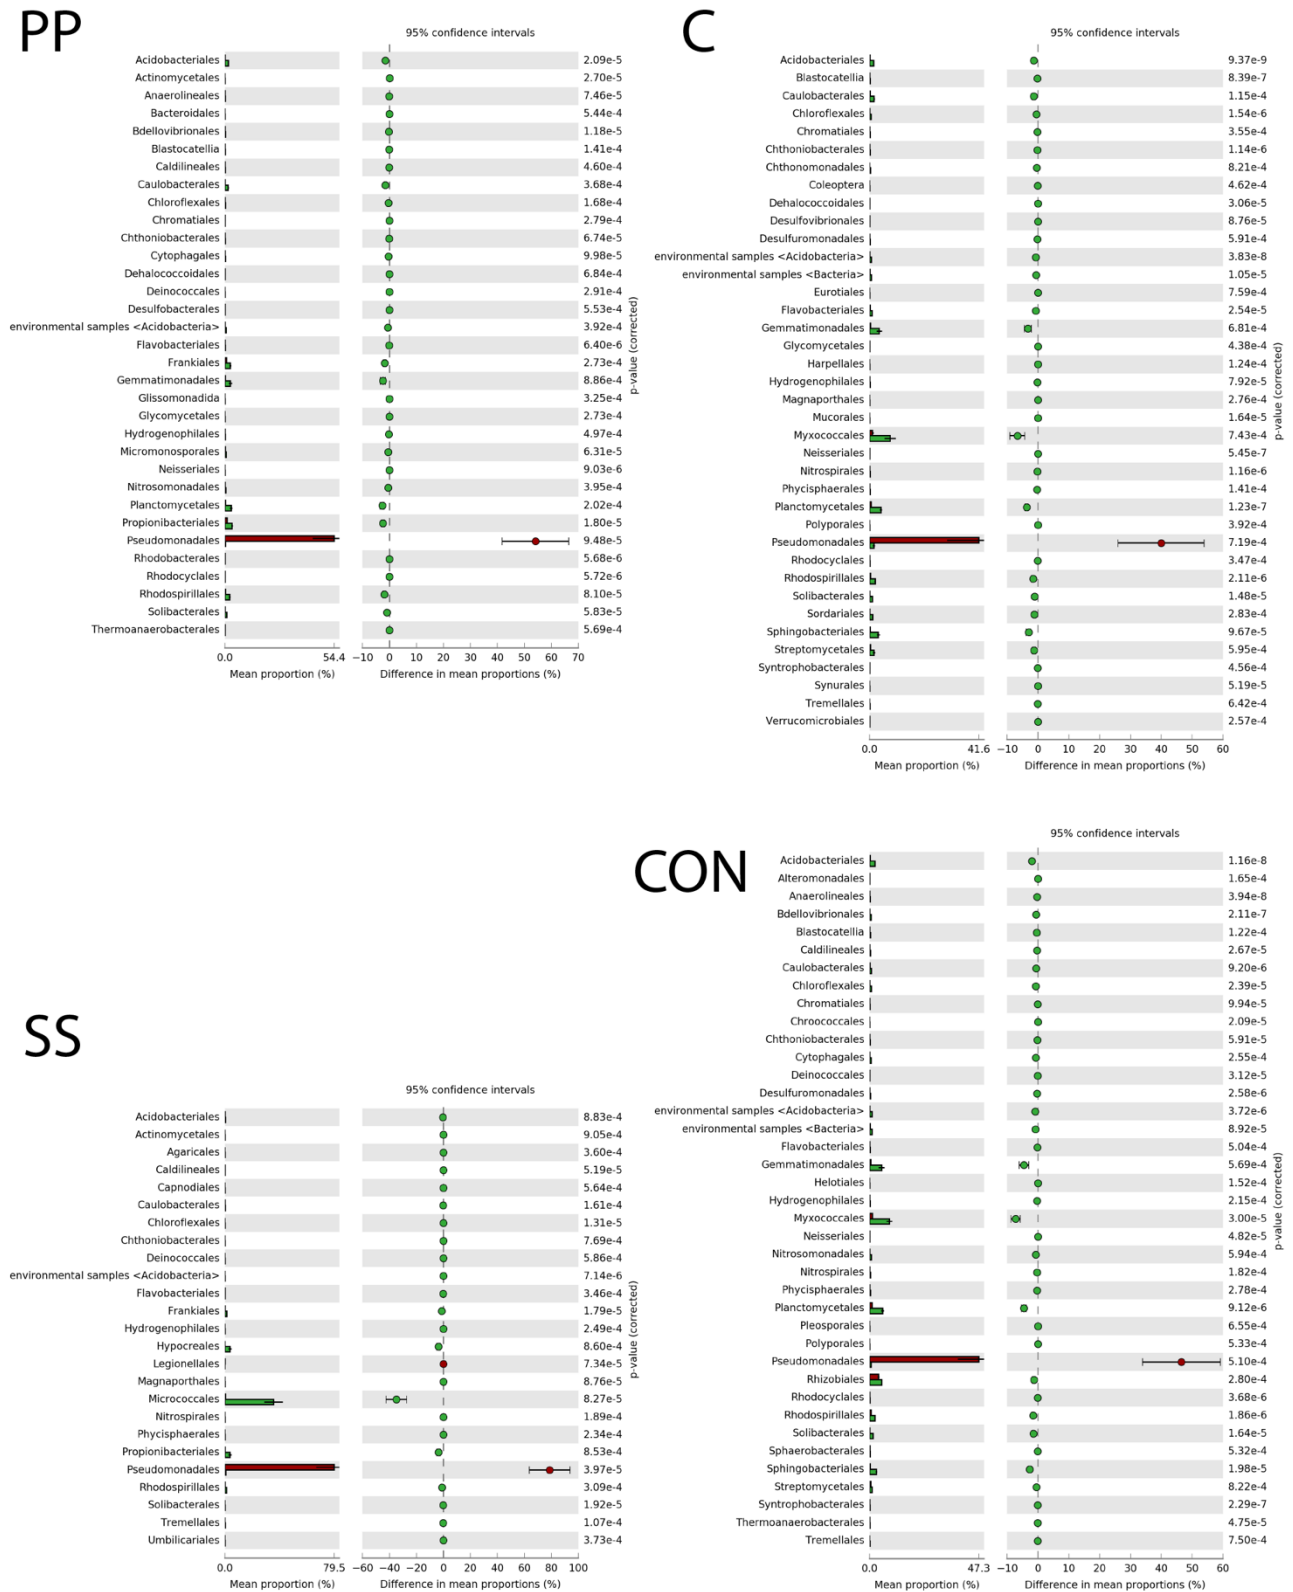 PP
95% confidence intervals
Acidobacteriales 2.09e-5
Actinomycetales 2.70e-5
Anaerolineales 7.46e-5
Bacteroidales 5.44e-4
Bdellovibrionales 1.18e-5
Blastocatellia 1.41e-4
Caldilineales 4.60e-4
Caulobacterales 3.68e-4
Chloroflexales 1.68e-4
Chromatiales 2.79e-4
Chthoniobacterales 6.74e-5
Cytophagales 9.98e-5
Dehalococcoidales 6.84e-4
Deinococcales 2.91e-4
Desulfobacterales 5.53e-4
environmental samples <Acidobacteria> 3.92e-4
Flavobacteriales 6.40e-6
Frankiales 2.73e-4
Gemmatimonadales 8.86e-4
Glissomonadida 3.25e-4
Glycomycetales 2.73e-4
Hydrogenophilales 4.97e-4
Micromonosporales 6.31e-5
Neisseriales 9.03e-6
Nitrosomonadales 3.95e-4
Planctomycetales 2.02e-4
Propionibacteriales 1.80e-5
Pseudomonadales 9.48e-5
Rhodobacterales 5.68e-6
Rhodocyclales 5.72e-6
Rhodospirillales 8.10e-5
Solibacterales 5.83e-5
Thermoanaerobacterales 5.69e-4
p-value (corrected)
0.0 54.4 −10 0 10 20 30 40 50 60 70
Mean proportion (%) Difference in mean proportions (%)
C
95% confidence intervals
Acidobacteriales 9.37e-9
Blastocatellia 8.39e-7
Caulobacterales 1.15e-4
Chloroflexales 1.54e-6
Chromatiales 3.55e-4
Chthoniobacterales 1.14e-6
Chthonomonadales 8.21e-4
Coleoptera 4.62e-4
Dehalococcoidales 3.06e-5
Desulfovibrionales 8.76e-5
Desulfuromonadales 5.91e-4
environmental samples <Acidobacteria> 3.83e-8
environmental samples <Bacteria> 1.05e-5
Eurotiales 7.59e-4
Flavobacteriales 2.54e-5
Gemmatimonadales 6.81e-4
Glycomycetales 4.38e-4
Harpellales 1.24e-4
Hydrogenophilales 7.92e-5
Magnaporthales 2.76e-4
Mucorales 1.64e-5
Myxococcales 7.43e-4
Neisseriales 5.45e-7
Nitrospirales 1.16e-6
Phycisphaerales 1.41e-4
Planctomycetales 1.23e-7
Polyporales 3.92e-4
Pseudomonadales 7.19e-4
Rhodocyclales 3.47e-4
Rhodospirillales 2.11e-6
Solibacterales 1.48e-5
Sordariales 2.83e-4
Sphingobacteriales 9.67e-5
Streptomycetales 5.95e-4
Syntrophobacterales 4.56e-4
Synurales 5.19e-5
Tremellales 6.42e-4
Verrucomicrobiales 2.57e-4
p-value (corrected)
0.0 41.6 −10 0 10 20 30 40 50 60
Mean proportion (%) Difference in mean proportions (%)
SS
95% confidence intervals
Acidobacteriales 8.83e-4
Actinomycetales 9.05e-4
Agaricales 3.60e-4
Caldilineales 5.19e-5
Capnodiales 5.64e-4
Caulobacterales 1.61e-4
Chloroflexales 1.31e-5
Chthoniobacterales 7.69e-4
Deinococcales 5.86e-4
environmental samples <Acidobacteria> 7.14e-6
Flavobacteriales 3.46e-4
Frankiales 1.79e-5
Hydrogenophilales 2.49e-4
Hypocreales 8.60e-4
Legionellales 7.34e-5
Magnaporthales 8.76e-5
Micrococcales 8.27e-5
Nitrospirales 1.89e-4
Phycisphaerales 2.34e-4
Propionibacteriales 8.53e-4
Pseudomonadales 3.97e-5
Rhodospirillales 3.09e-4
Solibacterales 1.92e-5
Tremellales 1.07e-4
Umbilicariales 3.73e-4
p-value (corrected)
0.0 79.5 −60 −40 −20 0 20 40 60 80 100
Mean proportion (%) Difference in mean proportions (%)
CON
95% confidence intervals
Acidobacteriales 1.16e-8
Alteromonadales 1.65e-4
Anaerolineales 3.94e-8
Bdellovibrionales 2.11e-7
Blastocatellia 1.22e-4
Caldilineales 2.67e-5
Caulobacterales 9.20e-6
Chloroflexales 2.39e-5
Chromatiales 9.94e-5
Chroococcales 2.09e-5
Chthoniobacterales 5.91e-5
Cytophagales 2.55e-4
Deinococcales 3.12e-5
Desulfuromonadales 2.58e-6
environmental samples <Acidobacteria> 3.72e-6
environmental samples <Bacteria> 8.92e-5
Flavobacteriales 5.04e-4
Gemmatimonadales 5.69e-4
Helotiales 1.52e-4
Hydrogenophilales 2.15e-4
Myxococcales 3.00e-5
Neisseriales 4.82e-5
Nitrosomonadales 5.94e-4
Nitrospirales 1.82e-4
Phycisphaerales 2.78e-4
Planctomycetales 9.12e-6
Pleosporales 6.55e-4
Polyporales 5.33e-4
Pseudomonadales 5.10e-4
Rhizobiales 2.80e-4
Rhodocyclales 3.68e-6
Rhodospirillales 1.86e-6
Solibacterales 1.64e-5
Sphaerobacterales 5.32e-4
Sphingobacteriales 1.98e-5
Streptomycetales 8.22e-4
Syntrophobacterales 2.29e-7
Thermoanaerobacterales 4.75e-5
Tremellales 7.50e-4
p-value (corrected)
0.0 47.3 −10 0 10 20 30 40 50 60
Mean proportion (%) Difference in mean proportions (%)